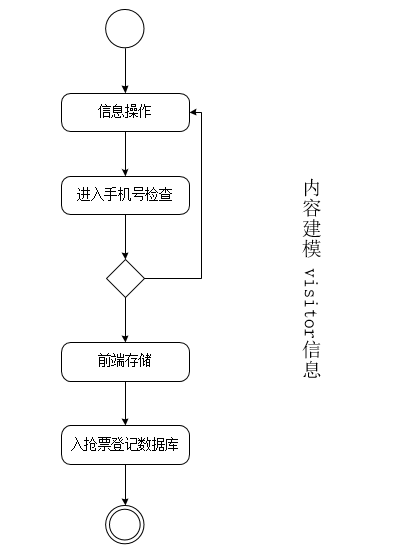 信息操作
进入手机号检查
前端存储
入抢票登记数据库
内容建模 visitor信息